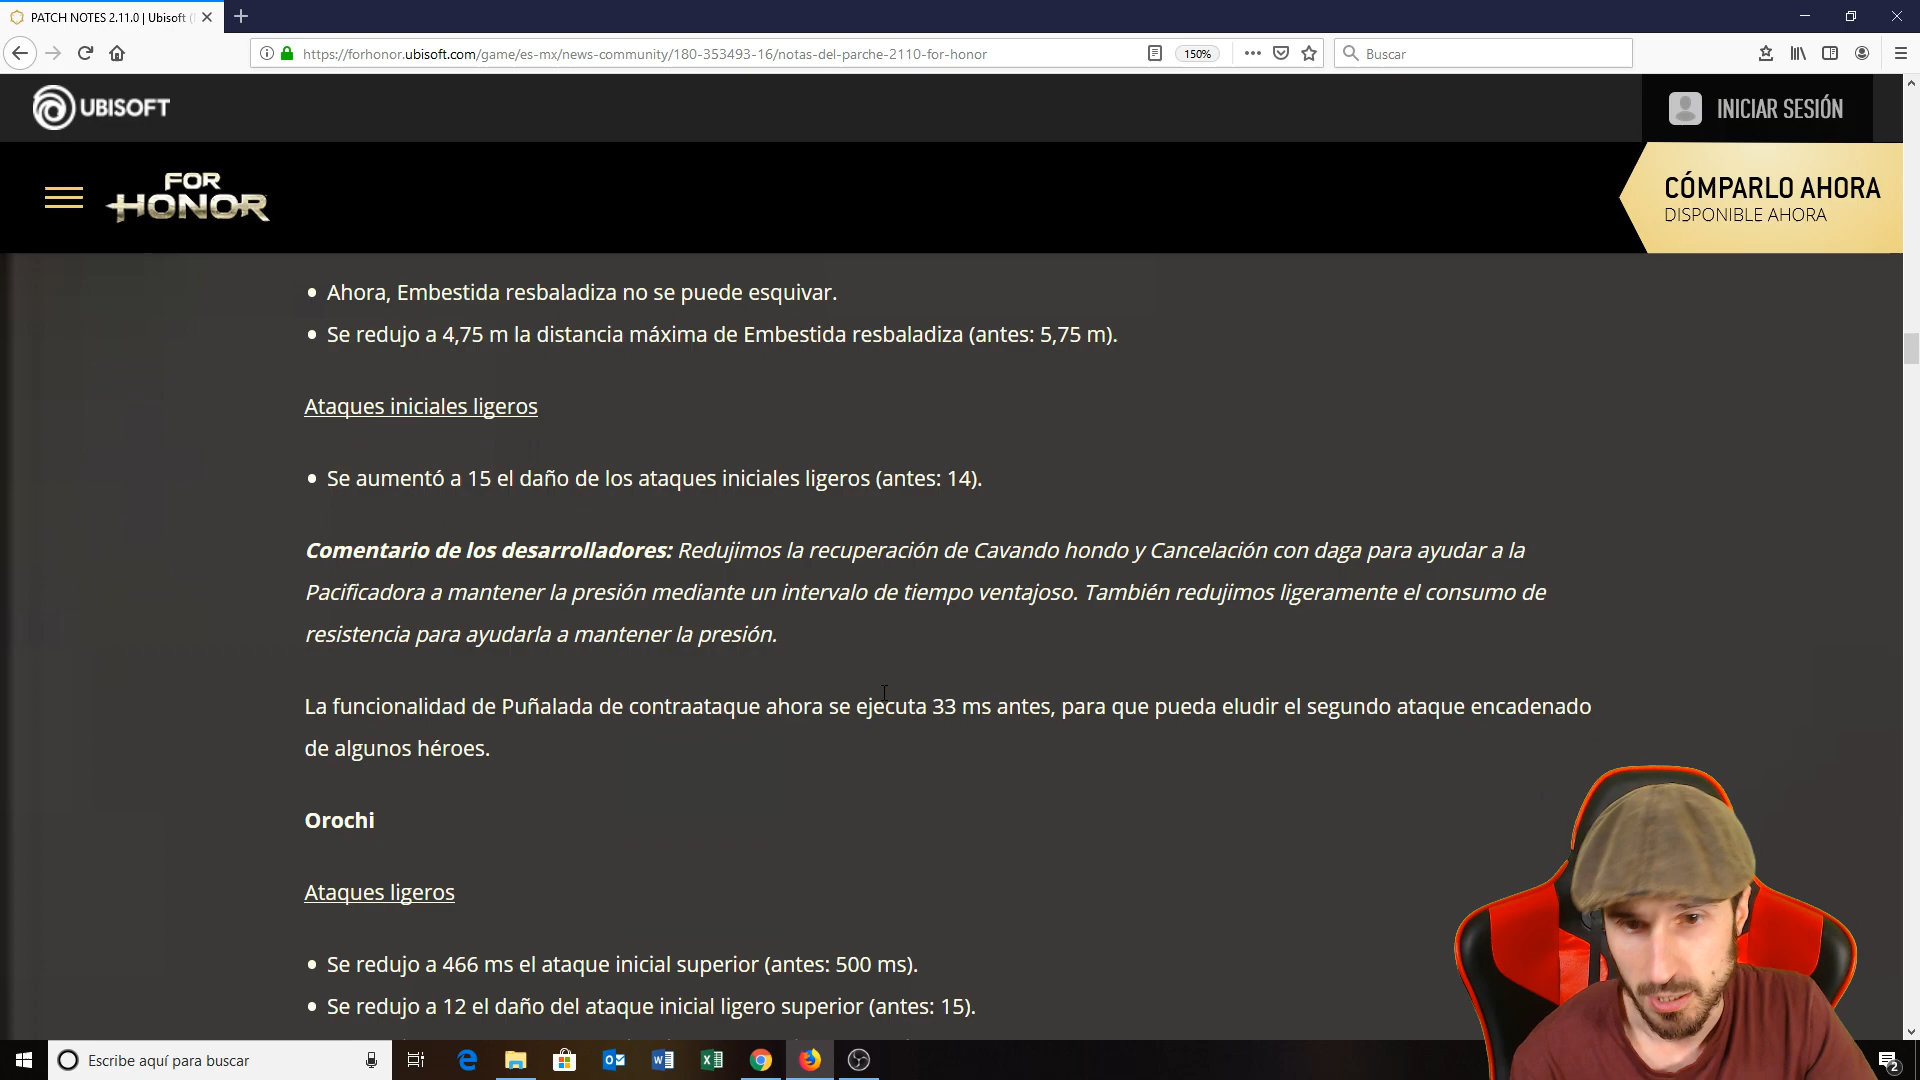 PATCH NOTES 2.11.0 | Ubisoft (
https://forhonor.ubisoft.com/game/es-mx/news-community/180-353493-16/notas-del-parche-2110-for-honor
150%
Buscar
UBISOFT
INICIAR SESIÓN
FOR
HONOR
CÓMPARLO AHORA
DISPONIBLE AHORA
• Ahora, Embestida resbaladiza no se puede esquivar.
• Se redujo a 4,75 m la distancia máxima de Embestida resbaladiza (antes: 5,75 m).
Ataques iniciales ligeros
• Se aumentó a 15 el daño de los ataques iniciales ligeros (antes: 14).
Comentario de los desarrolladores: Redujimos la recuperación de Cavando hondo y Cancelación con daga para ayudar a la
Pacificadora a mantener la presión mediante un intervalo de tiempo ventajoso. También redujimos ligeramente el consumo de
resistencia para ayudarla a mantener la presión.
La funcionalidad de Puñalada de contraataque ahora se ejecuta 33 ms antes, para que pueda eludir el segundo ataque encadenado
de algunos héroes.
Orochi
Ataques ligeros
• Se redujo a 466 ms el ataque inicial superior (antes: 500 ms).
• Se redujo a 12 el daño del ataque inicial ligero superior (antes: 15).
Escribe aquí para buscar
2